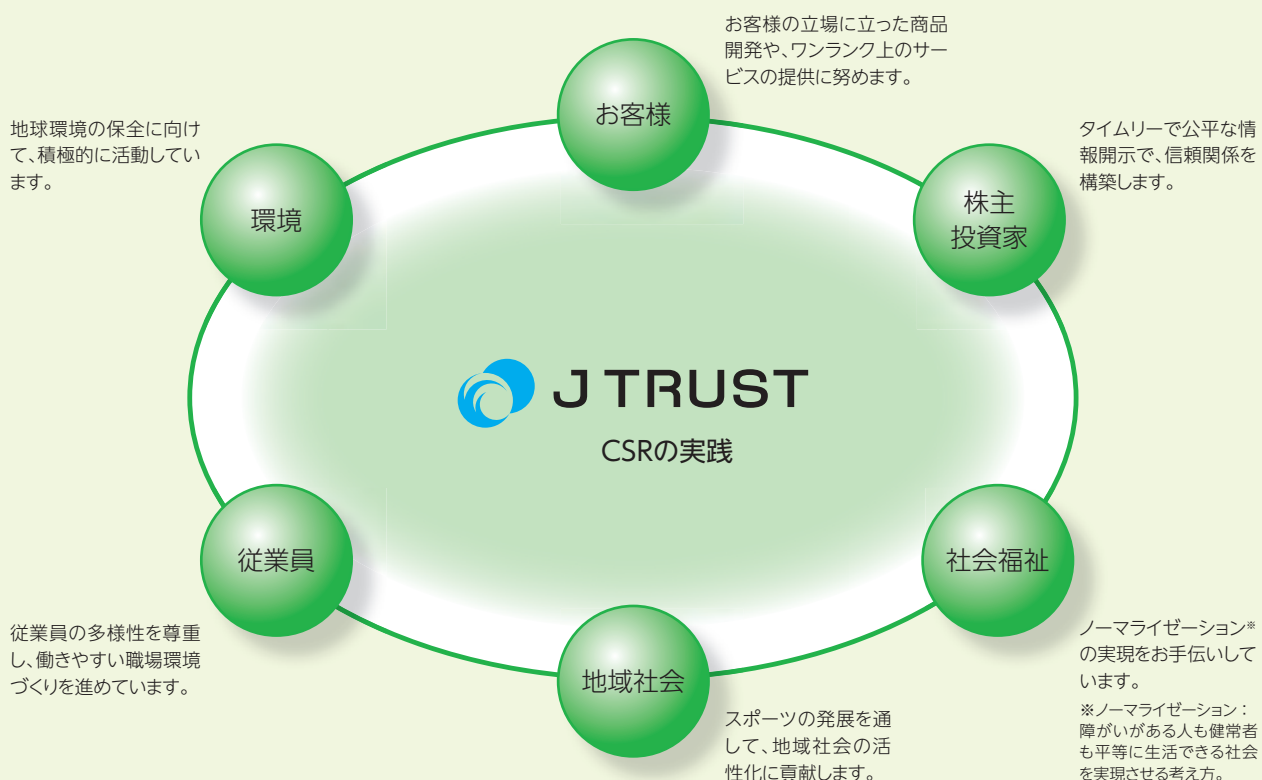 お客様の立場に立った商品
開発や、ワンランク上のサー
ビスの提供に努めます。
お客様
地球環境の保全に向け
て、積極的に活動してい
ます。
環境
タイムリーで公平な情
報開示で、信頼関係を
構築します。
株主
投資家
J TRUST
CSRの実践
従業員
従業員の多様性を尊重
し、働きやすい職場環境
づくりを進めています。
社会福祉
ノーマライゼーション※
の実現をお手伝いして
います。
※ノーマライゼーション：
障がいがある人も健常者
も平等に生活できる社会
を実現させる考え方。
地域社会
スポーツの発展を通
して、地域社会の活
性化に貢献します。